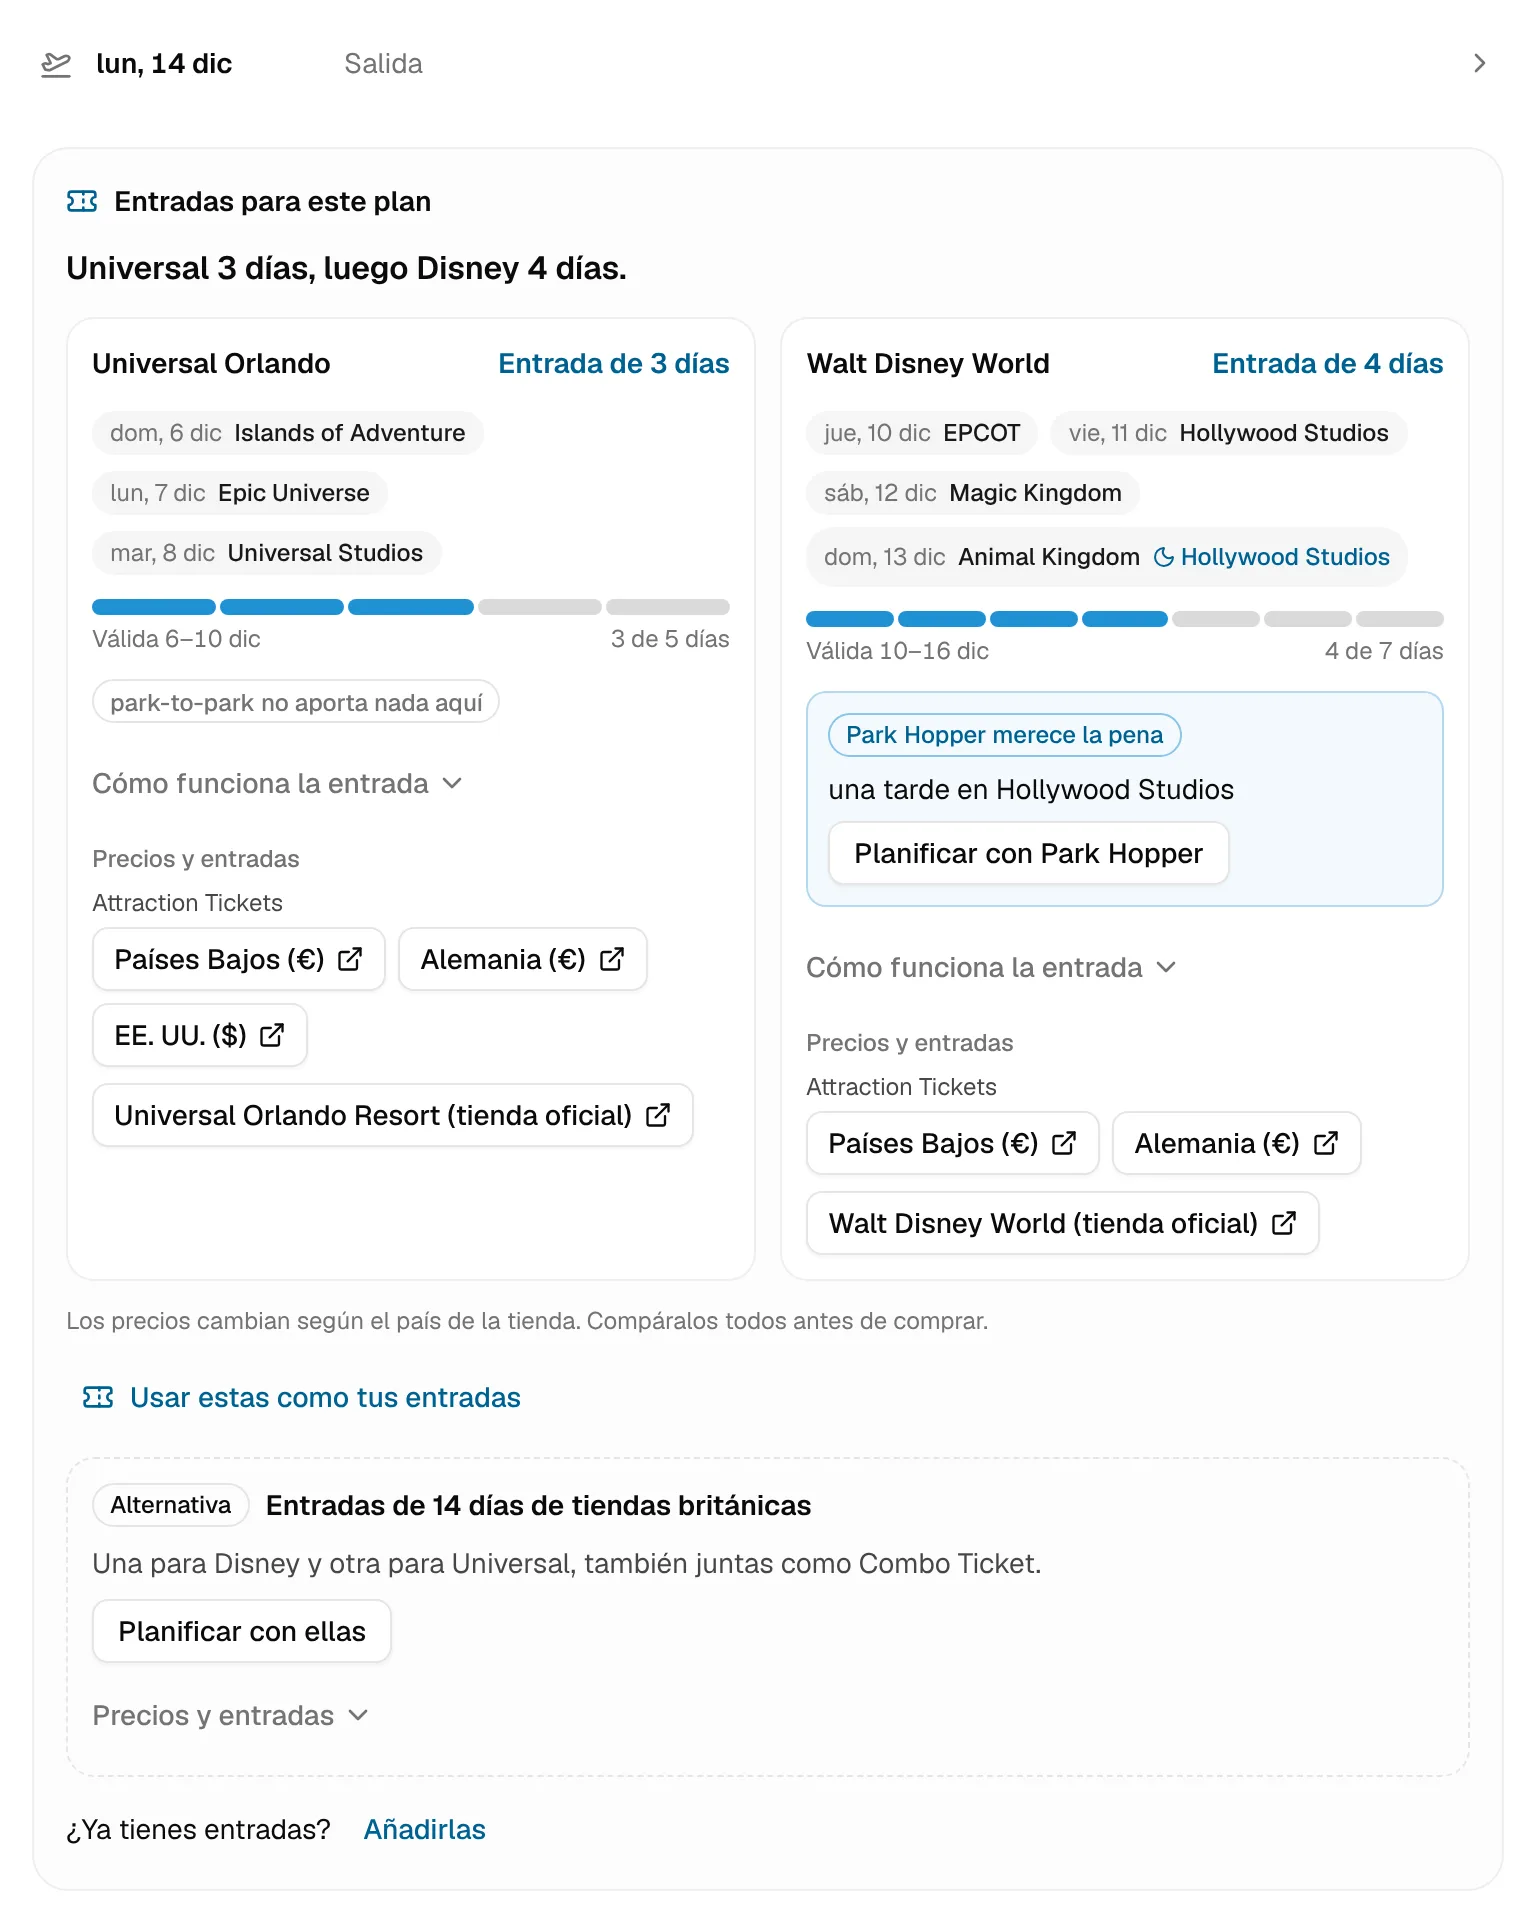 lun, 14 dic Salida
Entradas para este plan
Universal 3 días, luego Disney 4 días.
Universal Orlando Entrada de 3 días
dom, 6 dic Islands of Adventure
lun, 7 dic Epic Universe
mar, 8 dic Universal Studios
Válida 6–10 dic 3 de 5 días
park-to-park no aporta nada aquí
Cómo funciona la entrada
Precios y entradas
Attraction Tickets
Países Bajos (€) Alemania (€)
EE. UU. ($)
Universal Orlando Resort (tienda oficial)
Walt Disney World Entrada de 4 días
jue, 10 dic EPCOT vie, 11 dic Hollywood Studios
sáb, 12 dic Magic Kingdom
dom, 13 dic Animal Kingdom Hollywood Studios
Válida 10–16 dic 4 de 7 días
Park Hopper merece la pena
una tarde en Hollywood Studios
Planificar con Park Hopper
Cómo funciona la entrada
Precios y entradas
Attraction Tickets
Países Bajos (€) Alemania (€)
Walt Disney World (tienda oficial)
Los precios cambian según el país de la tienda. Compáralos todos antes de comprar.
Usar estas como tus entradas
Alternativa Entradas de 14 días de tiendas británicas
Una para Disney y otra para Universal, también juntas como Combo Ticket.
Planificar con ellas
Precios y entradas
¿Ya tienes entradas? Añadirlas